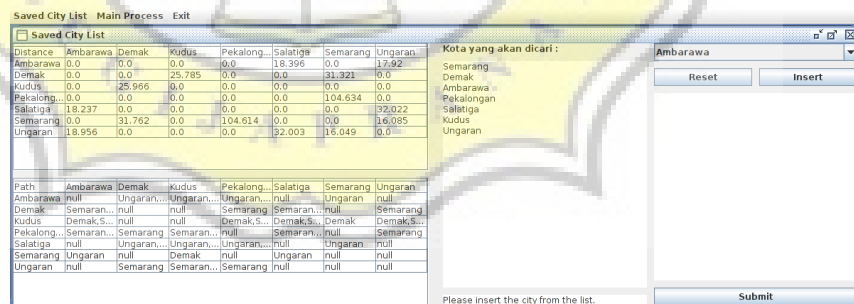 Saved City List Main Process Exit
Saved City List
Distance Ambarawa Demak Kudus Pekalong... Salatiga Semarang Ungaran
Ambarawa 0.0 0.0 0.0 0.0 18.396 0.0 17.92
Demak 0.0 0.0 25.785 0.0 0.0 31.321 0.0
Kudus 0.0 25.966 0.0 0.0 0.0 0.0 0.0
Pekalong... 0.0 0.0 0.0 0.0 0.0 104.634 0.0
Salatiga 18.237 0.0 0.0 0.0 0.0 0.0 32.022
Semarang 0.0 31.762 0.0 104.614 0.0 0.0 16.085
Ungaran 18.956 0.0 0.0 0.0 32.003 16.049 0.0
Path Ambarawa Demak Kudus Pekalong... Salatiga Semarang Ungaran
Ambarawa null Ungaran,... Ungaran,... Ungaran,... null Ungaran null
Demak Semaran... null null Semarang Semaran... null Semarang
Kudus Demak,S... null null Demak,S... Demak,S... Demak Demak,S...
Pekalong... Semaran... Semarang Semaran... null Semaran... null Semarang
Salatiga null Ungaran,... Ungaran,... Ungaran,... null Ungaran null
Semarang Ungaran null Demak null Ungaran null null
Ungaran null Semarang Semaran... Semarang null null null
Kota yang akan dicari :
Semarang
Demak
Ambarawa
Pekalongan
Salatiga
Kudus
Ungaran
Please insert the city from the list.
Ambarawa
Reset Insert
Submit